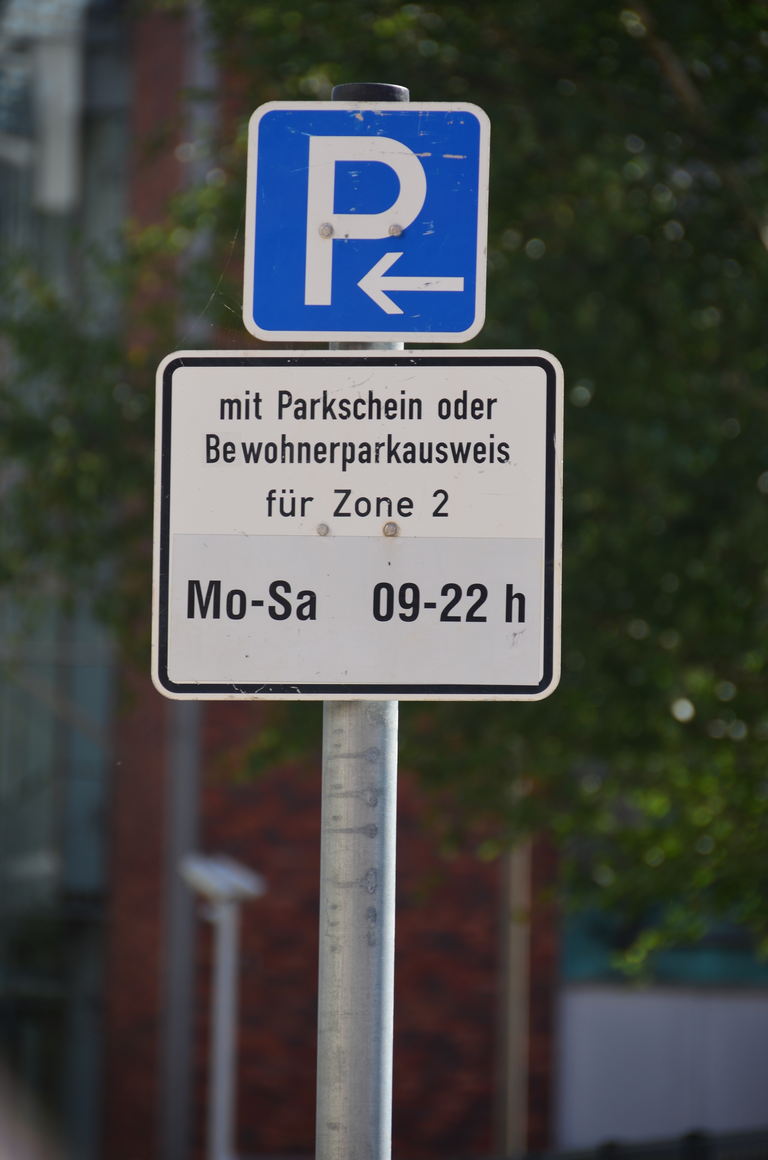 P
mit Parkschein oder
Bewohnerparkausweis
für Zone 2
Mo-Sa 09-22 h